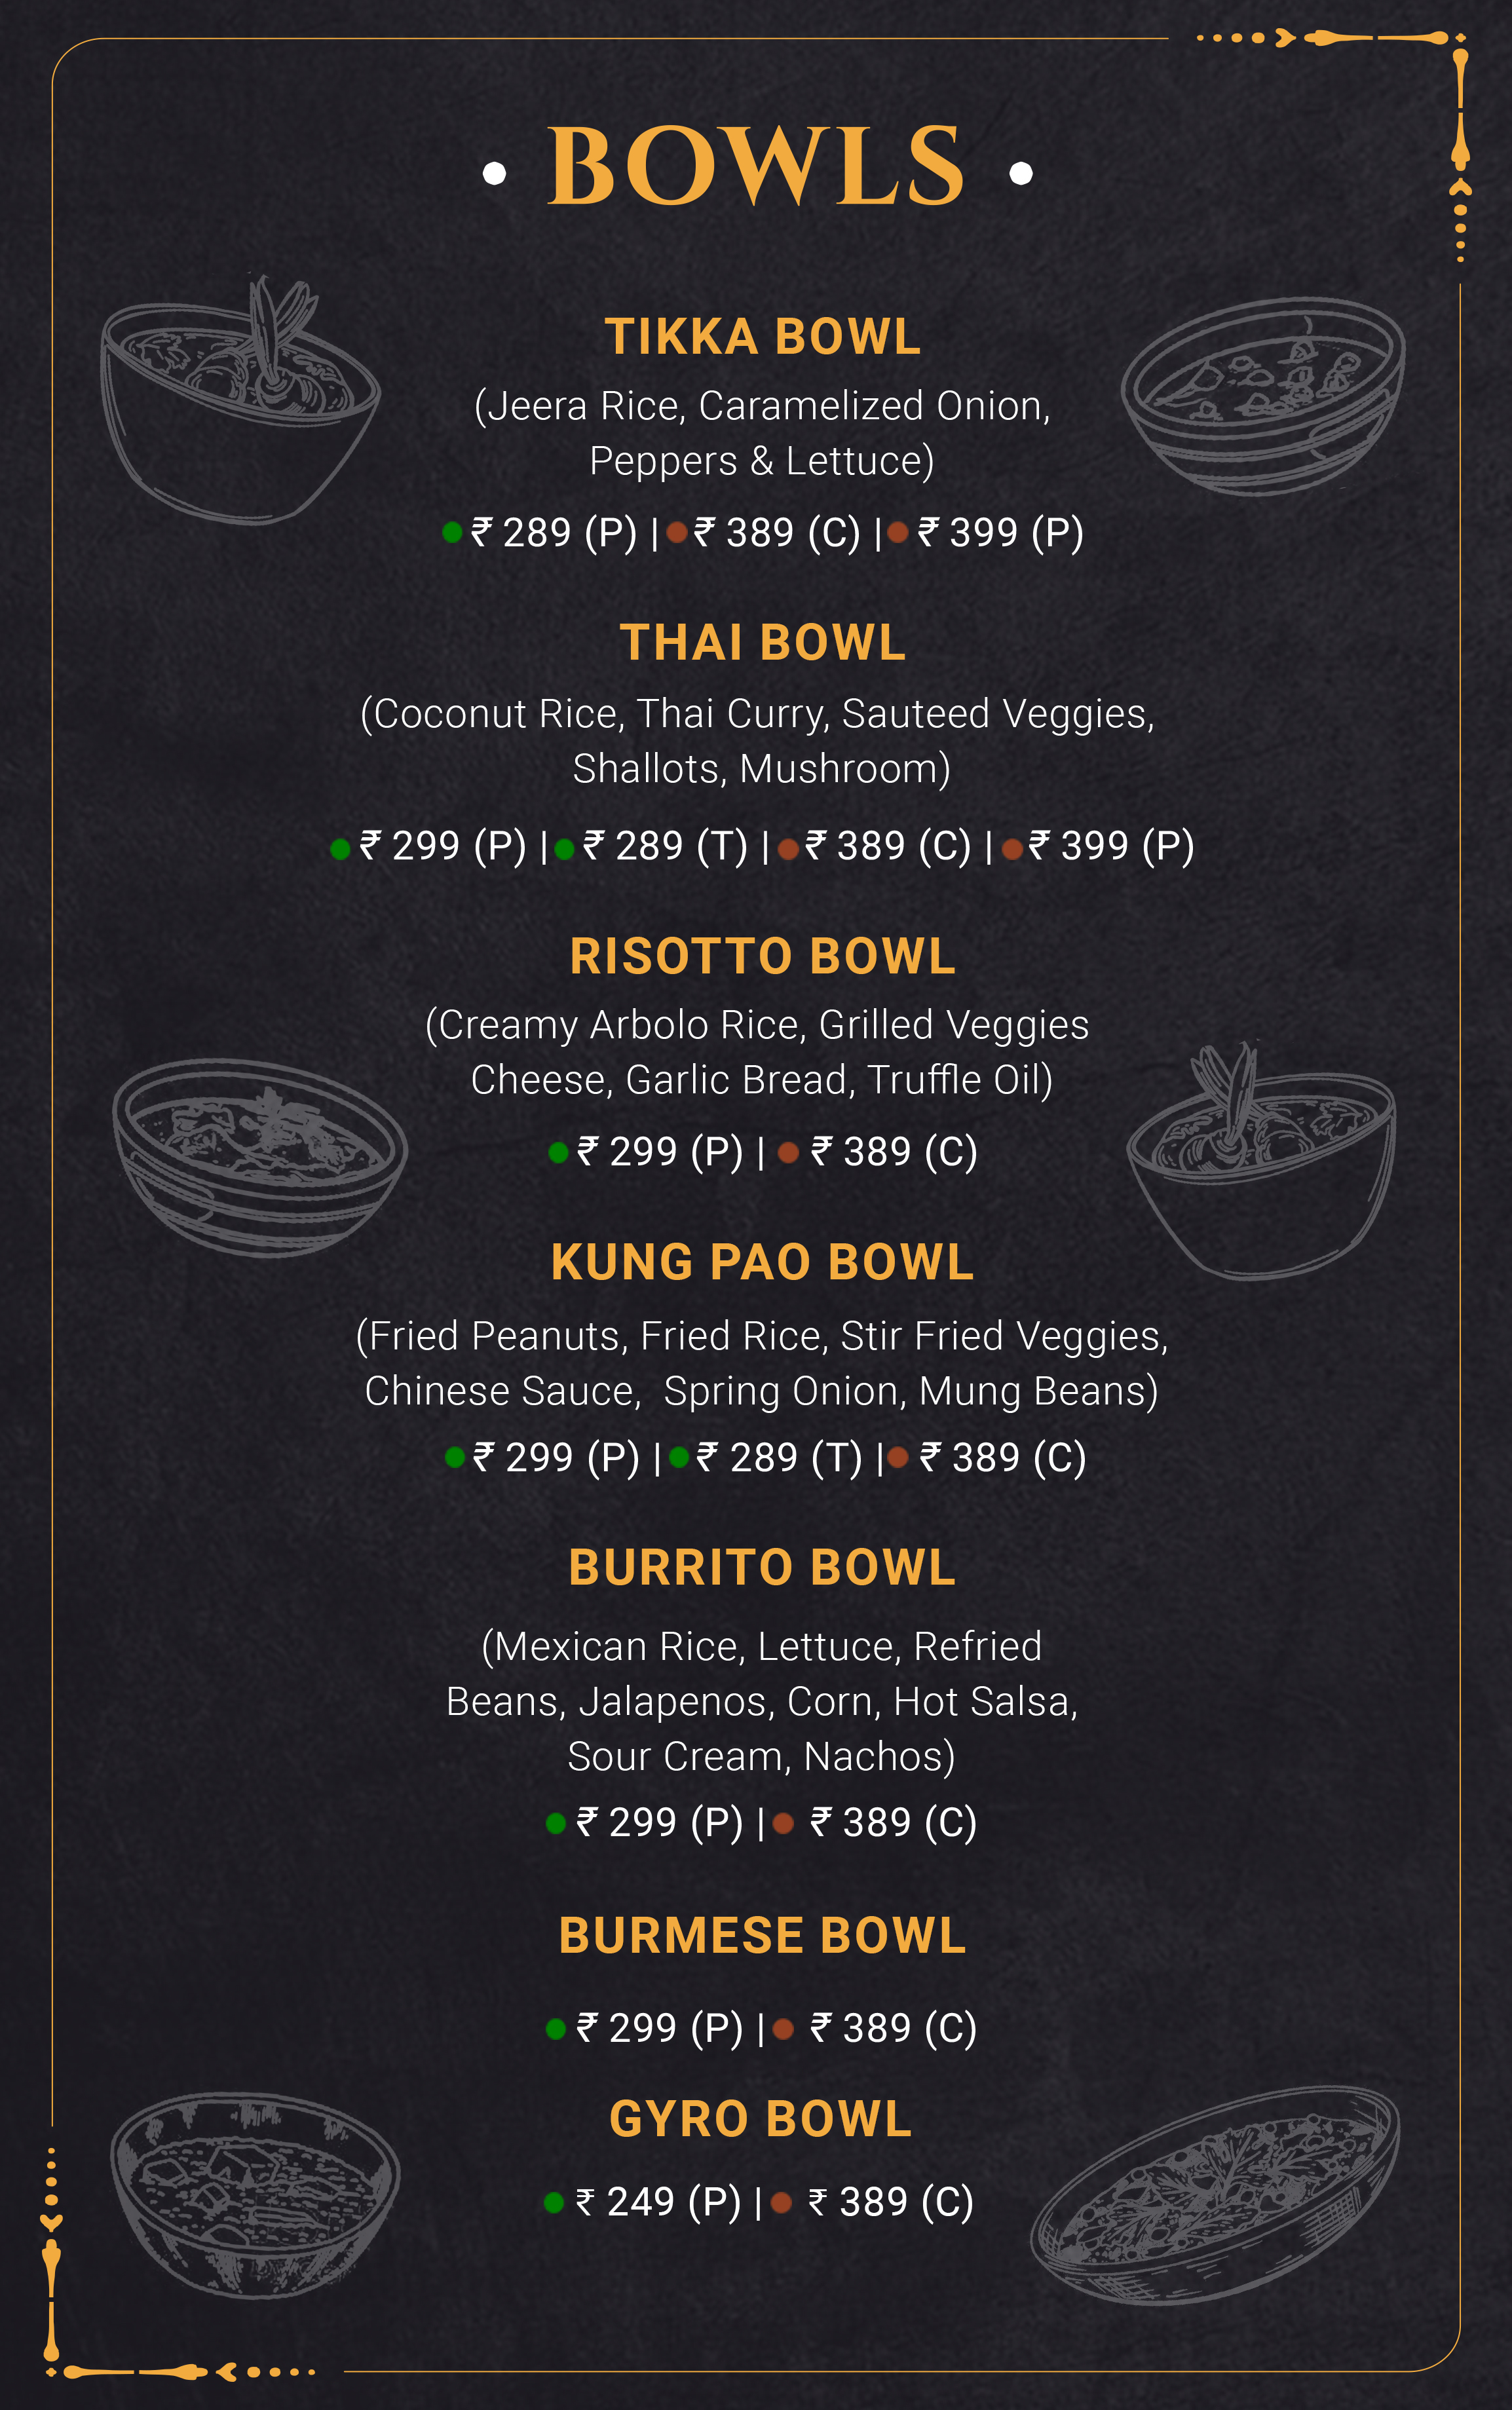 • BOWLS •
TIKKA BOWL
(Jeera Rice, Caramelized Onion,
Peppers & Lettuce)
₹ 289 (P) | ₹ 389 (C) | ₹ 399 (P)
THAI BOWL
(Coconut Rice, Thai Curry, Sauteed Veggies,
Shallots, Mushroom)
₹ 299 (P) | ₹ 289 (T) | ₹ 389 (C) | ₹ 399 (P)
RISOTTO BOWL
(Creamy Arbolo Rice, Grilled Veggies
Cheese, Garlic Bread, Truffle Oil)
₹ 299 (P) | ₹ 389 (C)
KUNG PAO BOWL
(Fried Peanuts, Fried Rice, Stir Fried Veggies,
Chinese Sauce,  Spring Onion, Mung Beans)
₹ 299 (P) | ₹ 289 (T) | ₹ 389 (C)
BURRITO BOWL
(Mexican Rice, Lettuce, Refried
Beans, Jalapenos, Corn, Hot Salsa,
Sour Cream, Nachos)
₹ 299 (P) | ₹ 389 (C)
BURMESE BOWL
₹ 299 (P) | ₹ 389 (C)
GYRO BOWL
₹ 249 (P) | ₹ 389 (C)